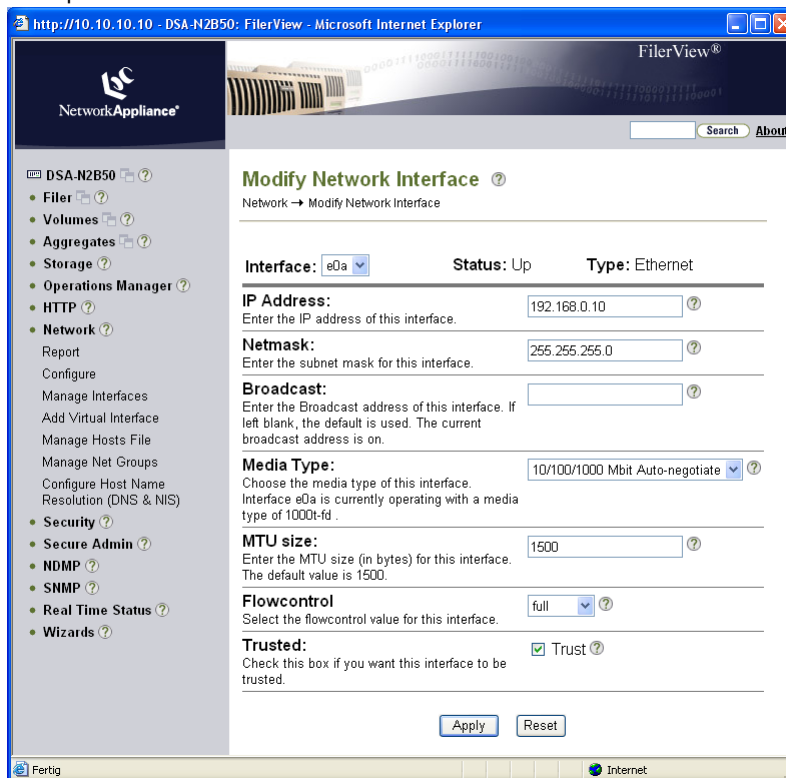 http://10.10.10.10 - DSA-N2B50: FilerView - Microsoft Internet Explorer
FilerView®
NetworkAppliance®
Search About
DSA-N2B50
Filer
Volumes
Aggregates
Storage
Operations Manager
HTTP
Network
Report
Configure
Manage Interfaces
Add Virtual Interface
Manage Hosts File
Manage Net Groups
Configure Host Name
Resolution (DNS & NIS)
Security
Secure Admin
NDMP
SNMP
Real Time Status
Wizards
Modify Network Interface
Network → Modify Network Interface
Interface: e0a Status: Up Type: Ethernet
IP Address: 192.168.0.10
Enter the IP address of this interface.
Netmask: 255.255.255.0
Enter the subnet mask for this interface.
Broadcast:
Enter the Broadcast address of this interface. If
left blank, the default is used. The current
broadcast address is on.
Media Type: 10/100/1000 Mbit Auto-negotiate
Choose the media type of this interface.
Interface e0a is currently operating with a media
type of 1000t-fd .
MTU size: 1500
Enter the MTU size (in bytes) for this interface.
The default value is 1500.
Flowcontrol full
Select the flowcontrol value for this interface.
Trusted: Trust
Check this box if you want this interface to be
trusted.
Apply Reset
Fertig Internet